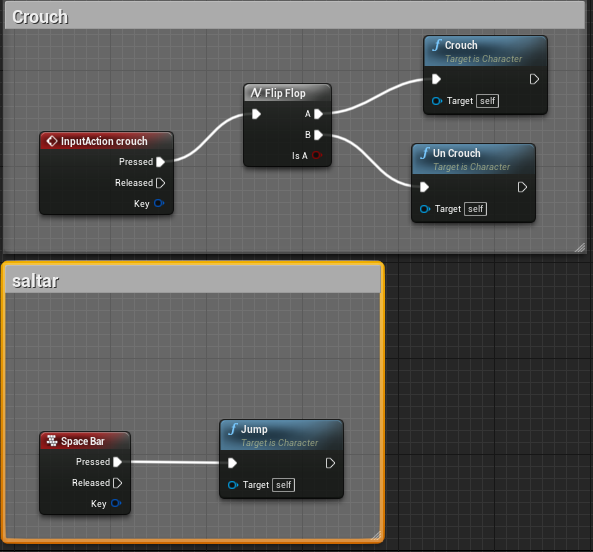 Crouch
InputAction crouch
Pressed
Released
Key
Flip Flop
A
B
Is A
Crouch
Target is Character
Target self
Un Crouch
Target is Character
Target self
saltar
Space Bar
Pressed
Released
Key
Jump
Target is Character
Target self